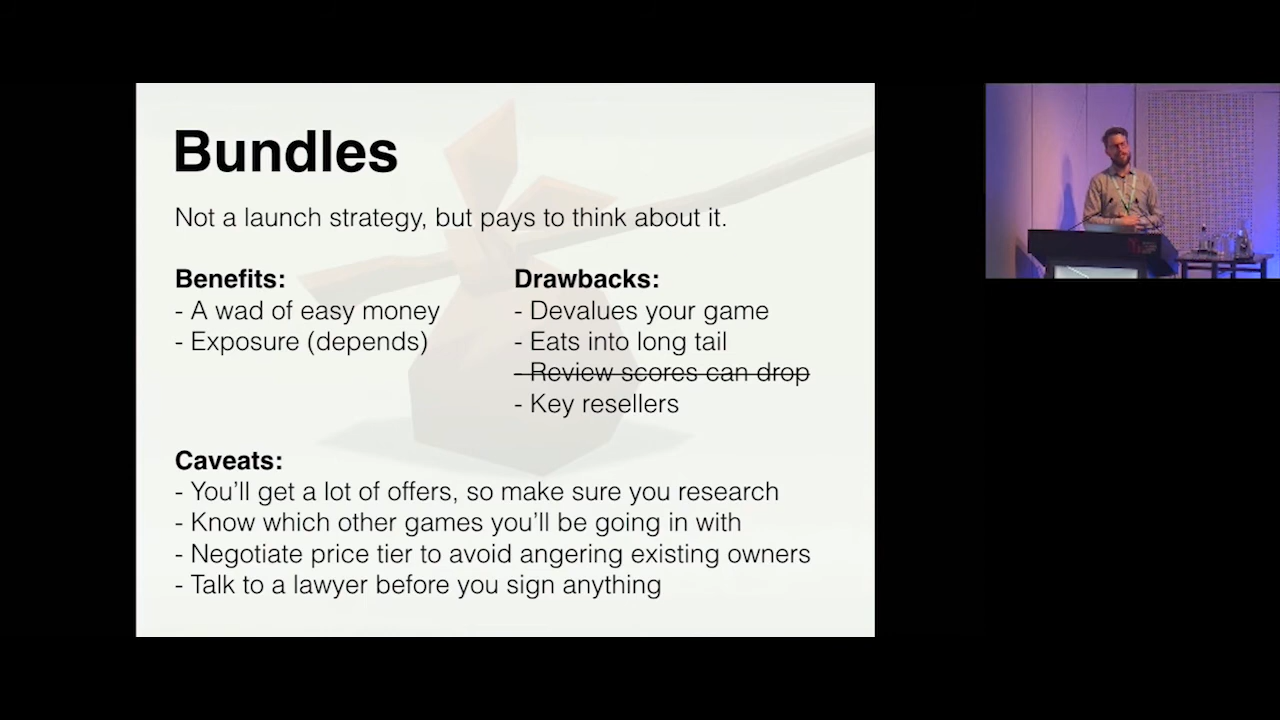 Bundles
Not a launch strategy, but pays to think about it.
Benefits:
- A wad of easy money
- Exposure (depends)
Drawbacks:
- Devalues your game
- Eats into long tail
- Review scores can drop
- Key resellers
Caveats:
- You’ll get a lot of offers, so make sure you research
- Know which other games you’ll be going in with
- Negotiate price tier to avoid angering existing owners
- Talk to a lawyer before you sign anything